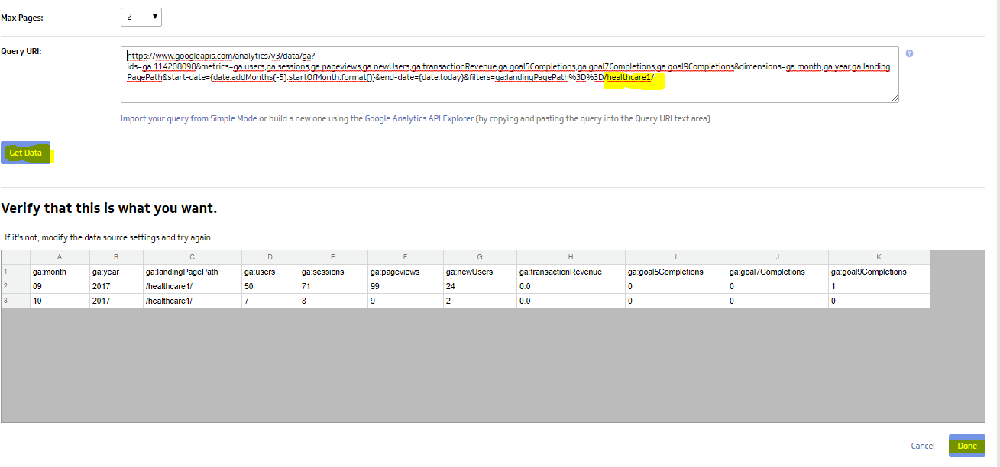 Max Pages:
2
Query URI:
https://www.googleapis.com/analytics/v3/data/ga?
ids=ga:114208098&metrics=ga:users,ga:sessions,ga:pageviews,ga:newUsers,ga:transactionRevenue,ga:goal5Completions,ga:goal7Completions,ga:goal9Completions&dimensions=ga:month,ga:year,ga:landing
PagePath&start-date={date.addMonths(-5).startOfMonth.format()}&end-date={date.today}&filters=ga:landingPagePath%3D%3D/healthcare1/
?
Import your query from Simple Mode or build a new one using the Google Analytics API Explorer (by copying and pasting the query into the Query URI text area).
Get Data
Verify that this is what you want.
If it's not, modify the data source settings and try again.
A B C D E F G H I J K
1 ga:month ga:year ga:landingPagePath ga:users ga:sessions ga:pageviews ga:newUsers ga:transactionRevenue ga:goal5Completions ga:goal7Completions ga:goal9Completions
2 09 2017 /healthcare1/ 50 71 99 24 0.0 0 0 1
3 10 2017 /healthcare1/ 7 8 9 2 0.0 0 0 0
Cancel Done